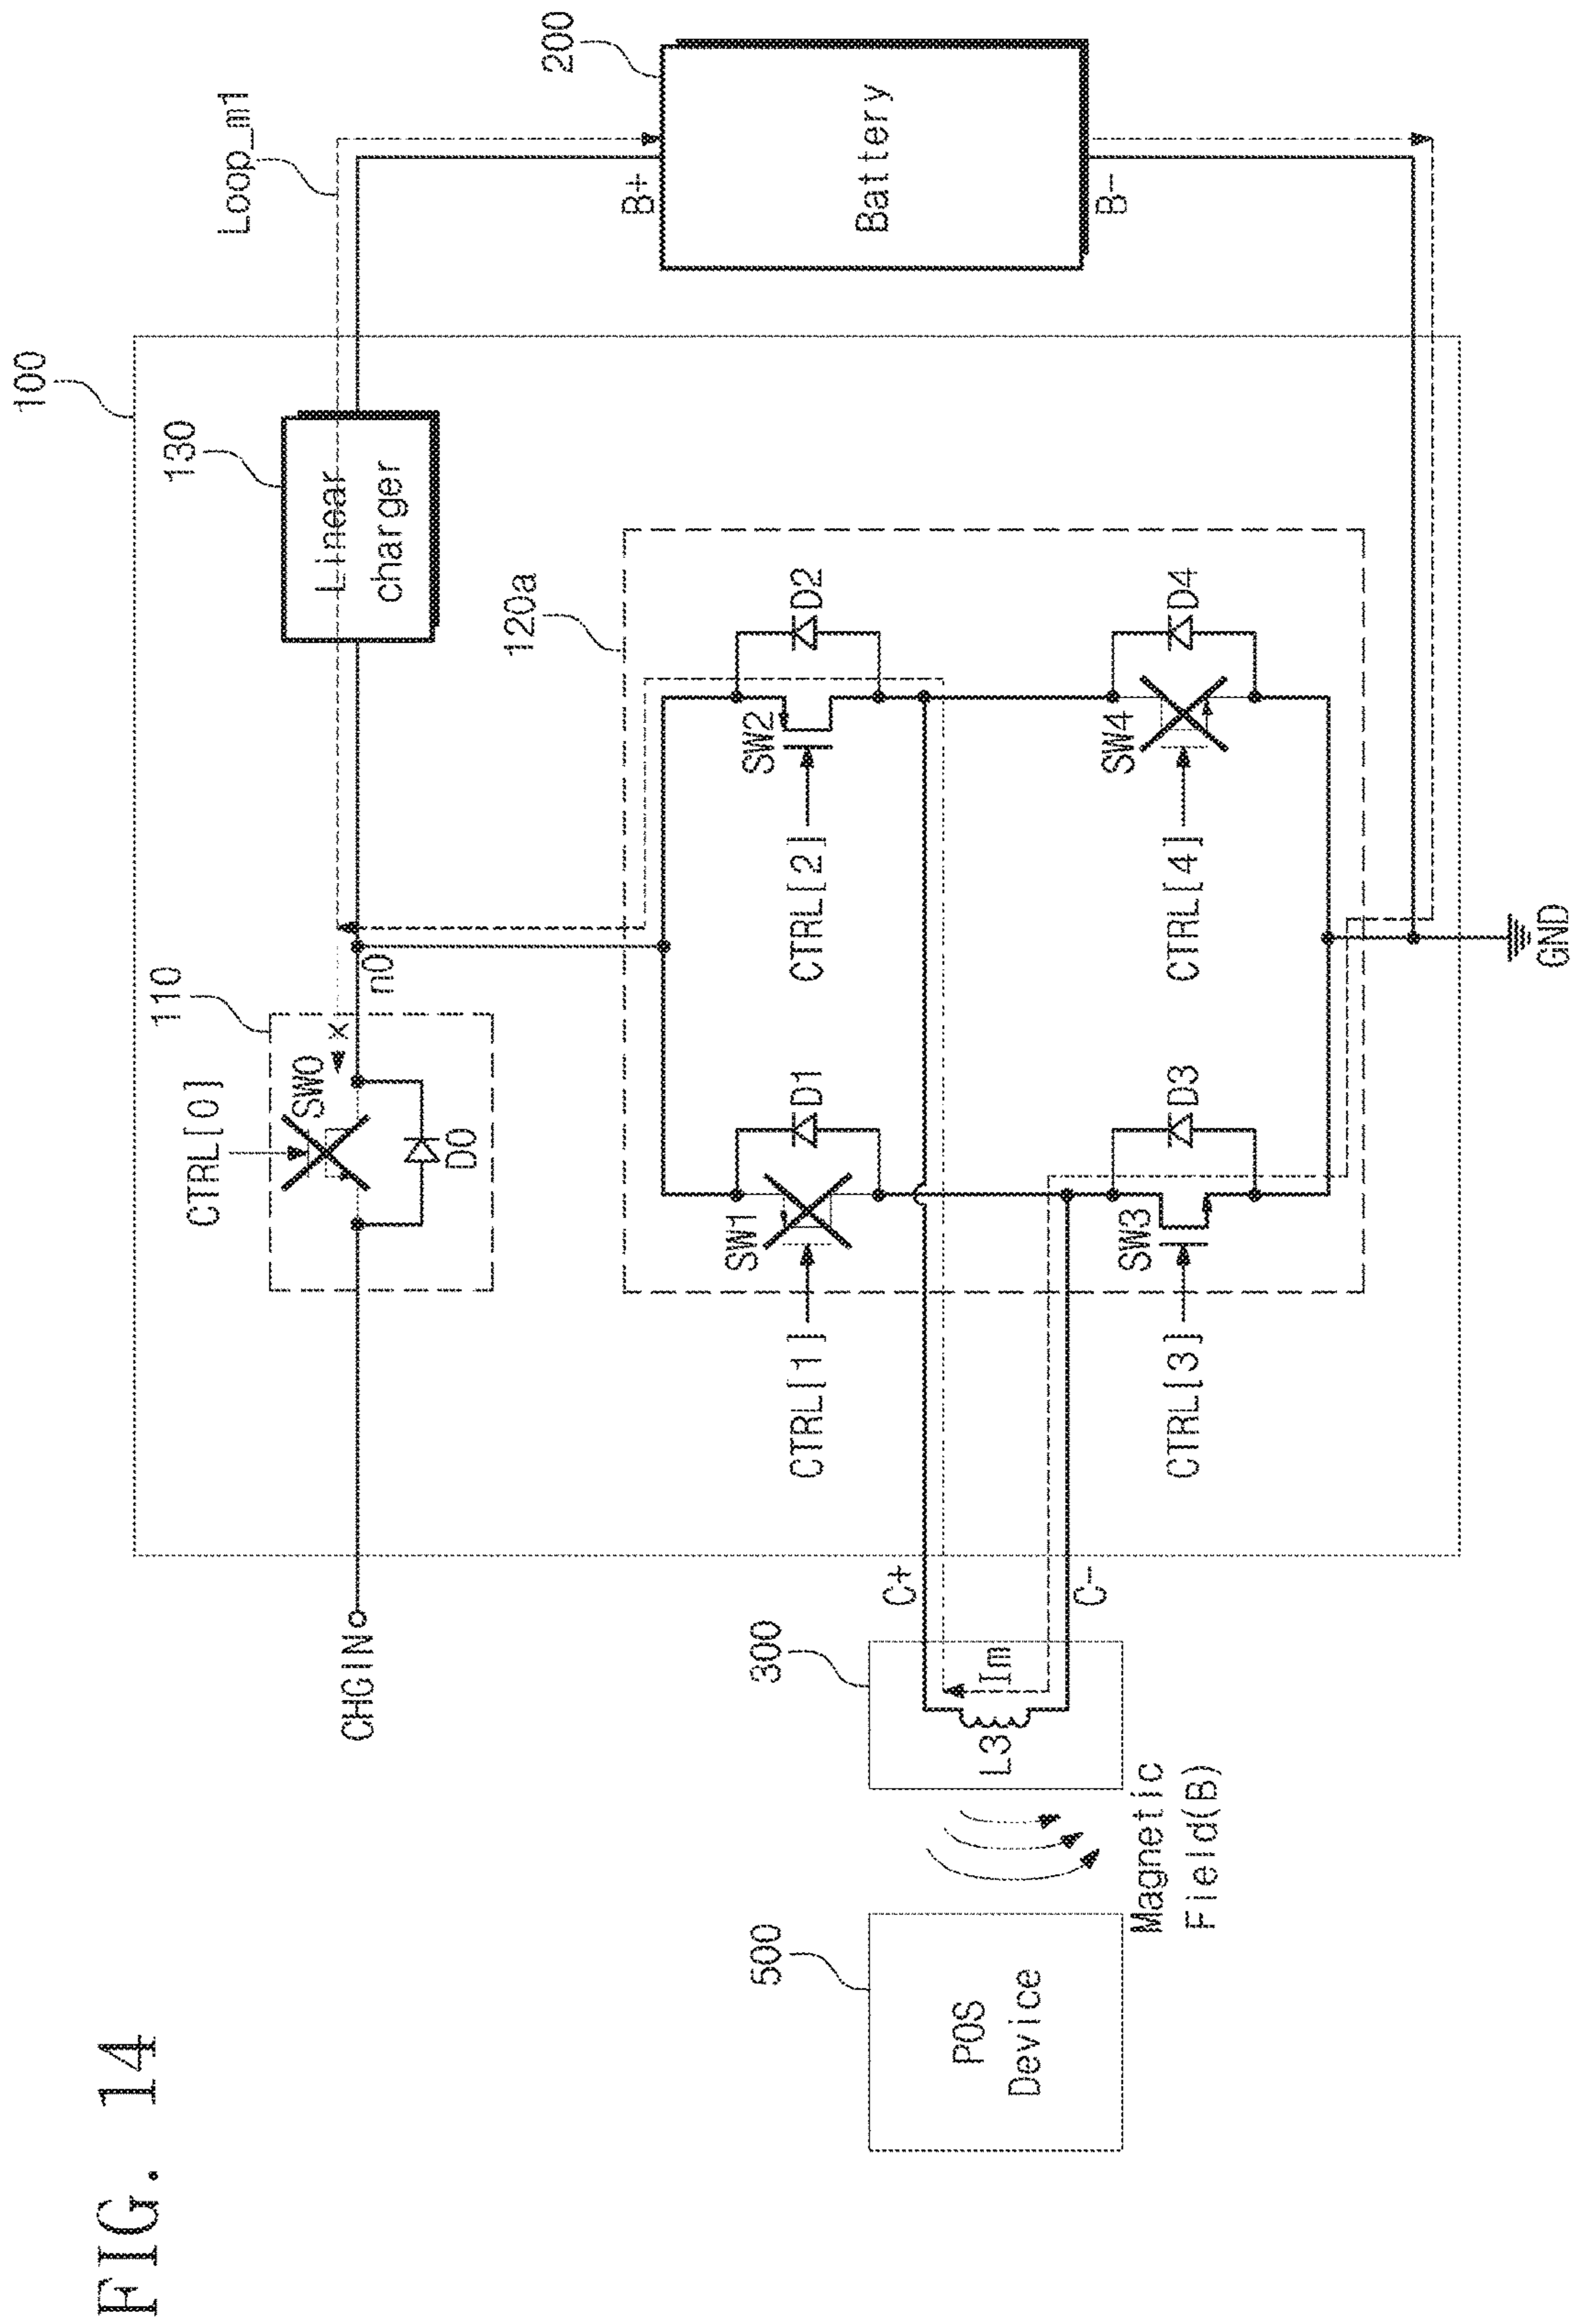 FIG. 14
100
110
CTRL[0]
SW0
D0
n0
CHGIN
130
Linear
charger
Loop_m1
200
B+
Battery
B-
120a
SW1
D1
CTRL[1]
SW2
D2
CTRL[2]
SW3
D3
CTRL[3]
SW4
D4
CTRL[4]
GND
C+
C-
300
L3
Im
Magnetic
Field(B)
500
POS
Device
x